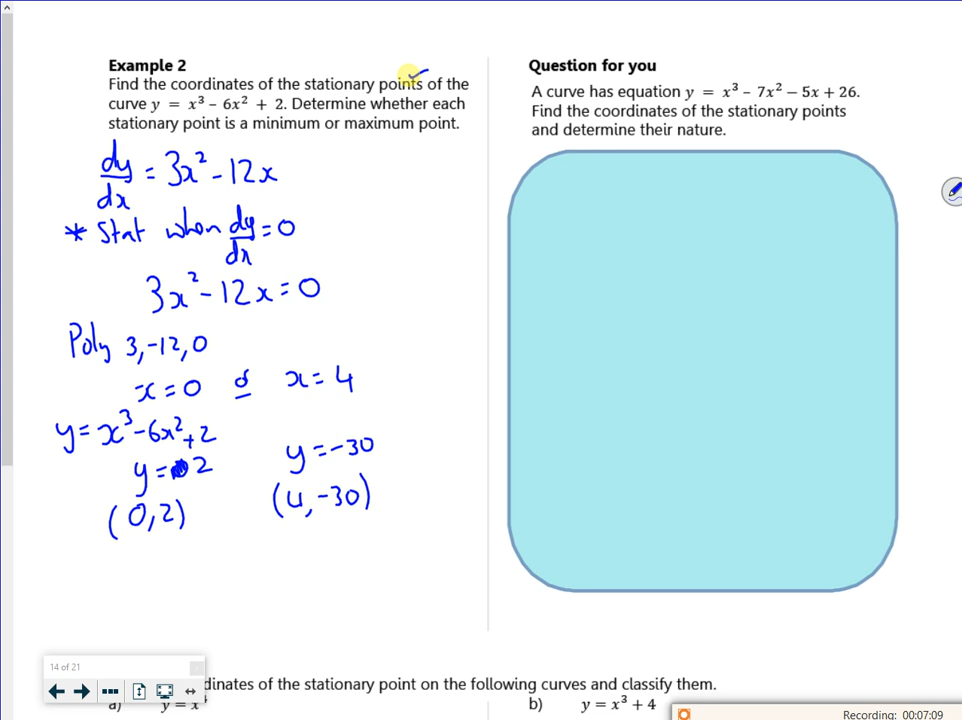 Example 2
Find the coordinates of the stationary points of the
curve y = x³ – 6x² + 2. Determine whether each
stationary point is a minimum or maximum point.
dy/dx = 3x² - 12x
* Stat when dy/dx = 0
3x² - 12x = 0
Poly 3, -12, 0
x = 0 or x = 4
y = x³ - 6x² + 2
y = 2
y = -30
(0, 2)
(4, -30)
Question for you
A curve has equation y = x³ – 7x² – 5x + 26.
Find the coordinates of the stationary points
and determine their nature.
14 of 21
dinates of the stationary point on the following curves and classify them.
a) y = x
b) y = x³ + 4
Recording: 00:07:09